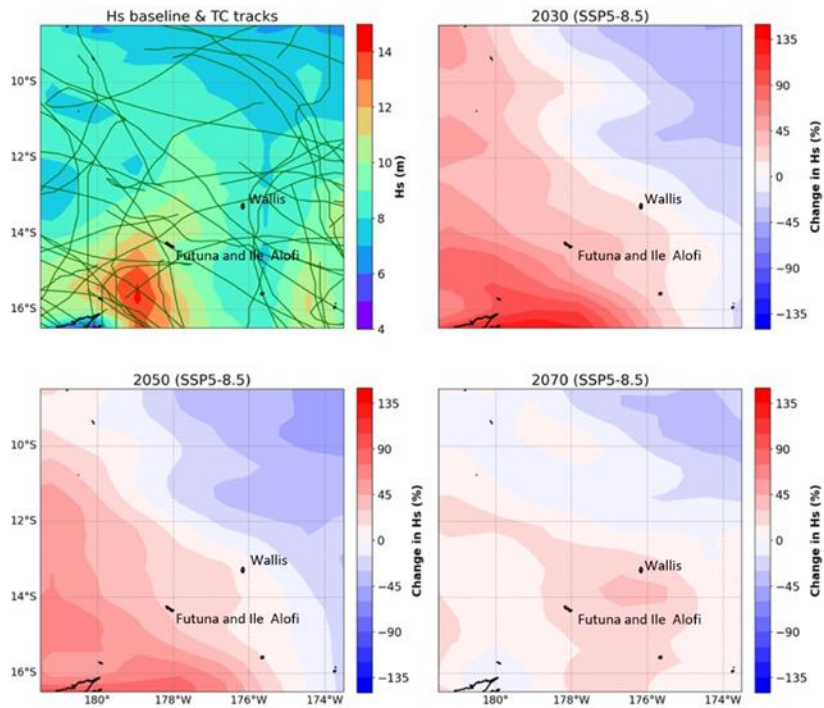 Hs baseline & TC tracks
10°S
12°S
14°S
16°S
Wallis
Futuna and Ile Alofi
14
12
10
8
6
4
Hs (m)
2030 (SSP5-8.5)
Wallis
Futuna and Ile Alofi
135
90
45
0
−45
−90
−135
Change in Hs (%)
2050 (SSP5-8.5)
10°S
12°S
14°S
16°S
180°
178°W
176°W
174°W
Wallis
Futuna and Ile Alofi
135
90
45
0
−45
−90
−135
Change in Hs (%)
2070 (SSP5-8.5)
180°
178°W
176°W
174°W
Wallis
Futuna and Ile Alofi
135
90
45
0
−45
−90
−135
Change in Hs (%)